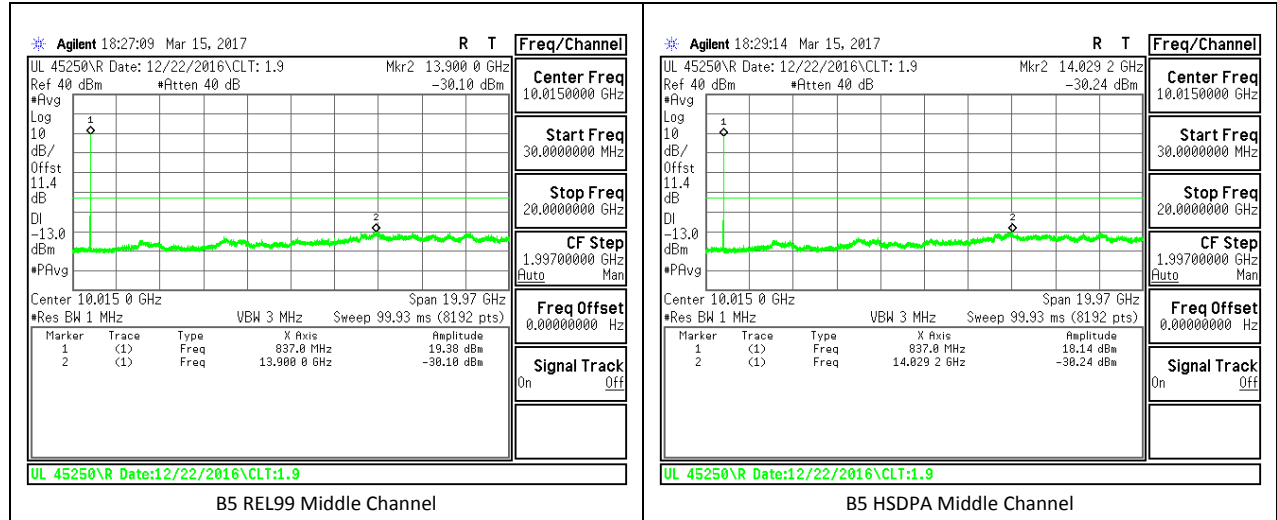 Agilent 18:27:09 Mar 15, 2017 R T
Freq/Channel
UL 45250\R Date: 12/22/2016\CLT: 1.9 Mkr2 13.900 0 GHz
Ref 40 dBm #Atten 40 dB -30.10 dBm
#Avg
Log
10
dB/
Offst
11.4
dB
DI
-13.0
dBm
#PAvg
1
2
Center 10.015 0 GHz Span 19.97 GHz
#Res BW 1 MHz VBW 3 MHz Sweep 99.93 ms (8192 pts)
Marker Trace Type X Axis Amplitude
1 (1) Freq 837.0 MHz 19.38 dBm
2 (1) Freq 13.900 0 GHz -30.10 dBm
Center Freq
10.0150000 GHz
Start Freq
30.0000000 MHz
Stop Freq
20.0000000 GHz
CF Step
1.99700000 GHz
Auto Man
Freq Offset
0.00000000 Hz
Signal Track
On Off
UL 45250\R Date:12/22/2016\CLT:1.9
B5 REL99 Middle Channel
Agilent 18:29:14 Mar 15, 2017 R T
Freq/Channel
UL 45250\R Date: 12/22/2016\CLT: 1.9 Mkr2 14.029 2 GHz
Ref 40 dBm #Atten 40 dB -30.24 dBm
#Avg
Log
10
dB/
Offst
11.4
dB
DI
-13.0
dBm
#PAvg
1
2
Center 10.015 0 GHz Span 19.97 GHz
#Res BW 1 MHz VBW 3 MHz Sweep 99.93 ms (8192 pts)
Marker Trace Type X Axis Amplitude
1 (1) Freq 837.0 MHz 18.14 dBm
2 (1) Freq 14.029 2 GHz -30.24 dBm
Center Freq
10.0150000 GHz
Start Freq
30.0000000 MHz
Stop Freq
20.0000000 GHz
CF Step
1.99700000 GHz
Auto Man
Freq Offset
0.00000000 Hz
Signal Track
On Off
UL 45250\R Date:12/22/2016\CLT:1.9
B5 HSDPA Middle Channel